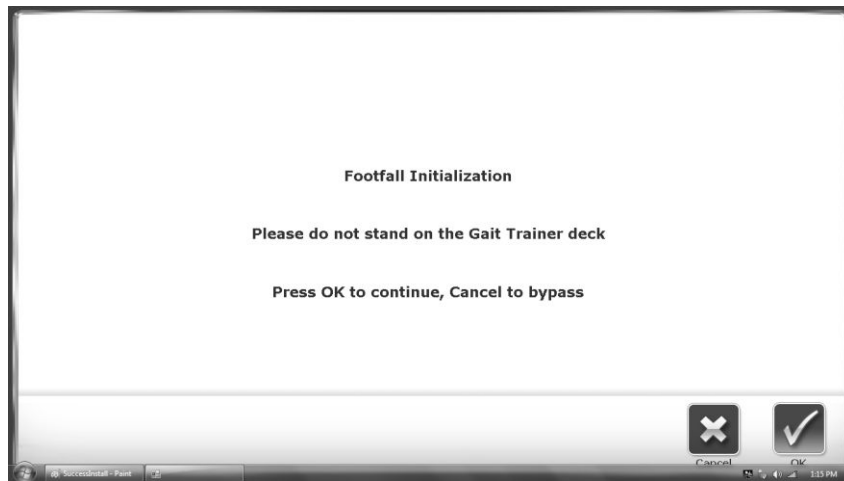 Footfall Initialization
Please do not stand on the Gait Trainer deck
Press OK to continue, Cancel to bypass
Cancel
OK
SuccessInstall - Paint
1:15 PM